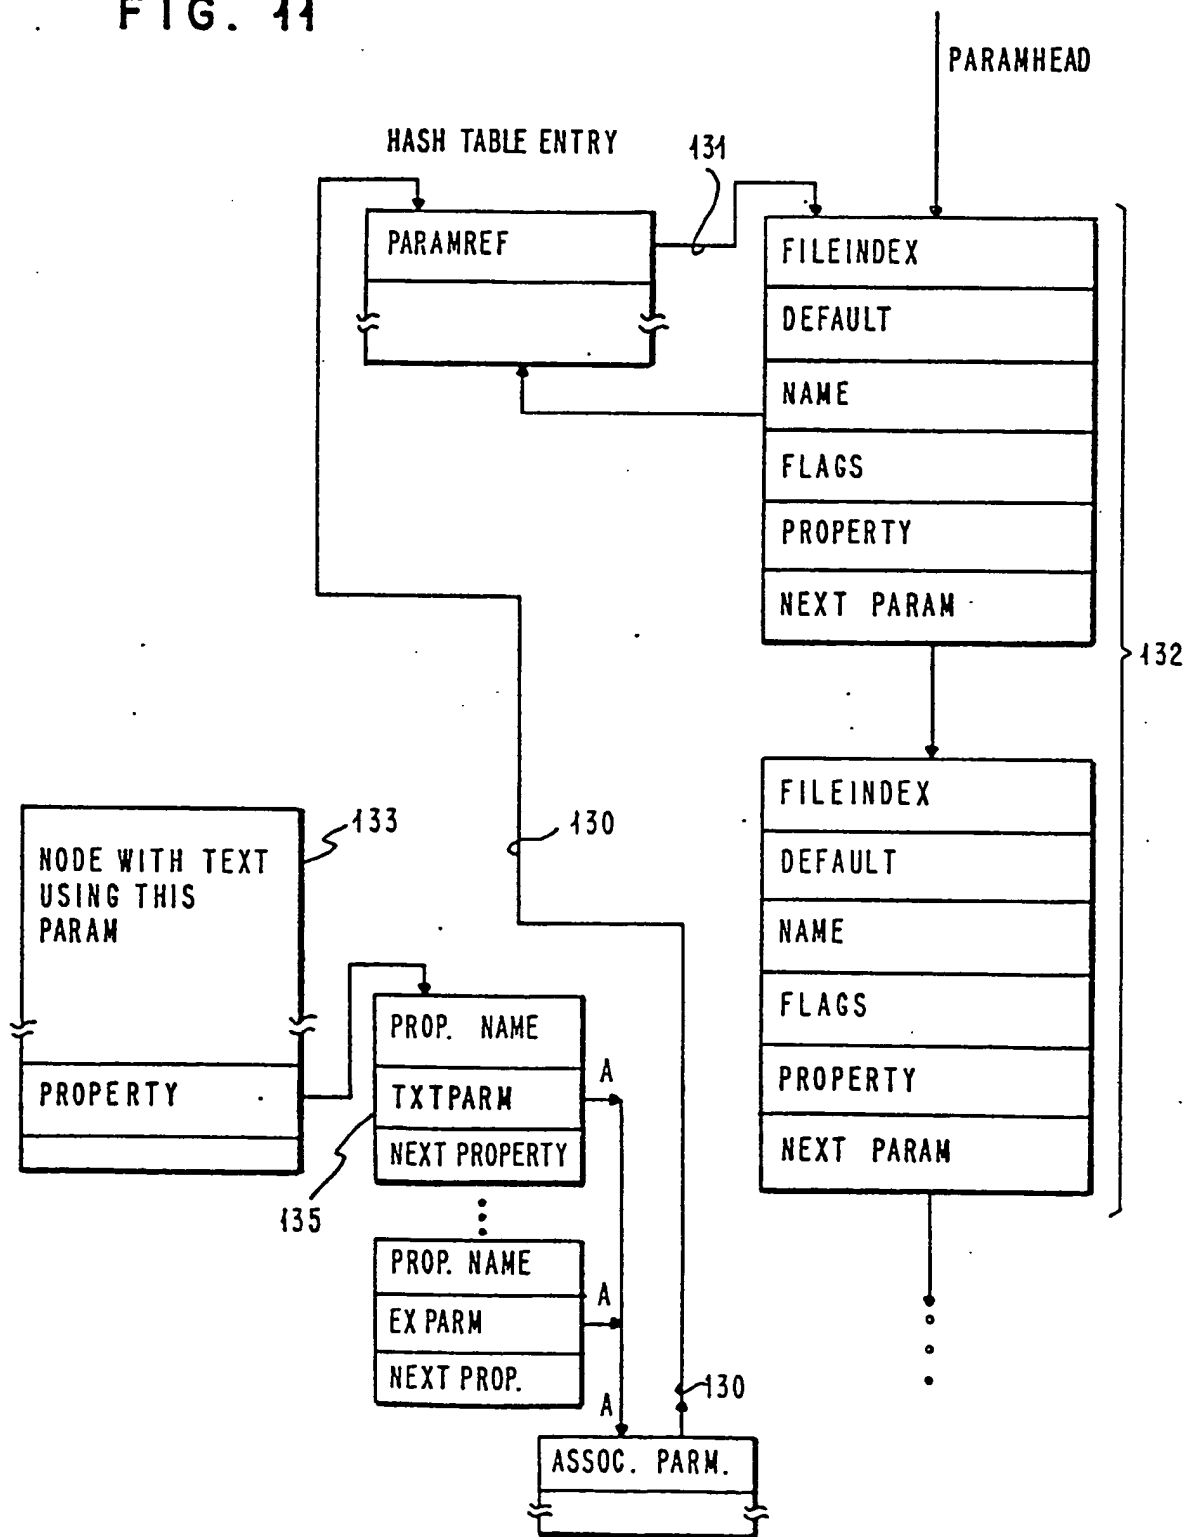 FIG. 11
PARAMHEAD
HASH TABLE ENTRY
131
PARAMREF
FILEINDEX
DEFAULT
NAME
FLAGS
PROPERTY
NEXT PARAM
132
FILEINDEX
DEFAULT
NAME
FLAGS
PROPERTY
NEXT PARAM
133
130
NODE WITH TEXT
USING THIS
PARAM
PROPERTY
PROP. NAME
A
TXTPARM
NEXT PROPERTY
135
PROP. NAME
A
EX PARM
NEXT PROP.
A
130
ASSOC. PARM.